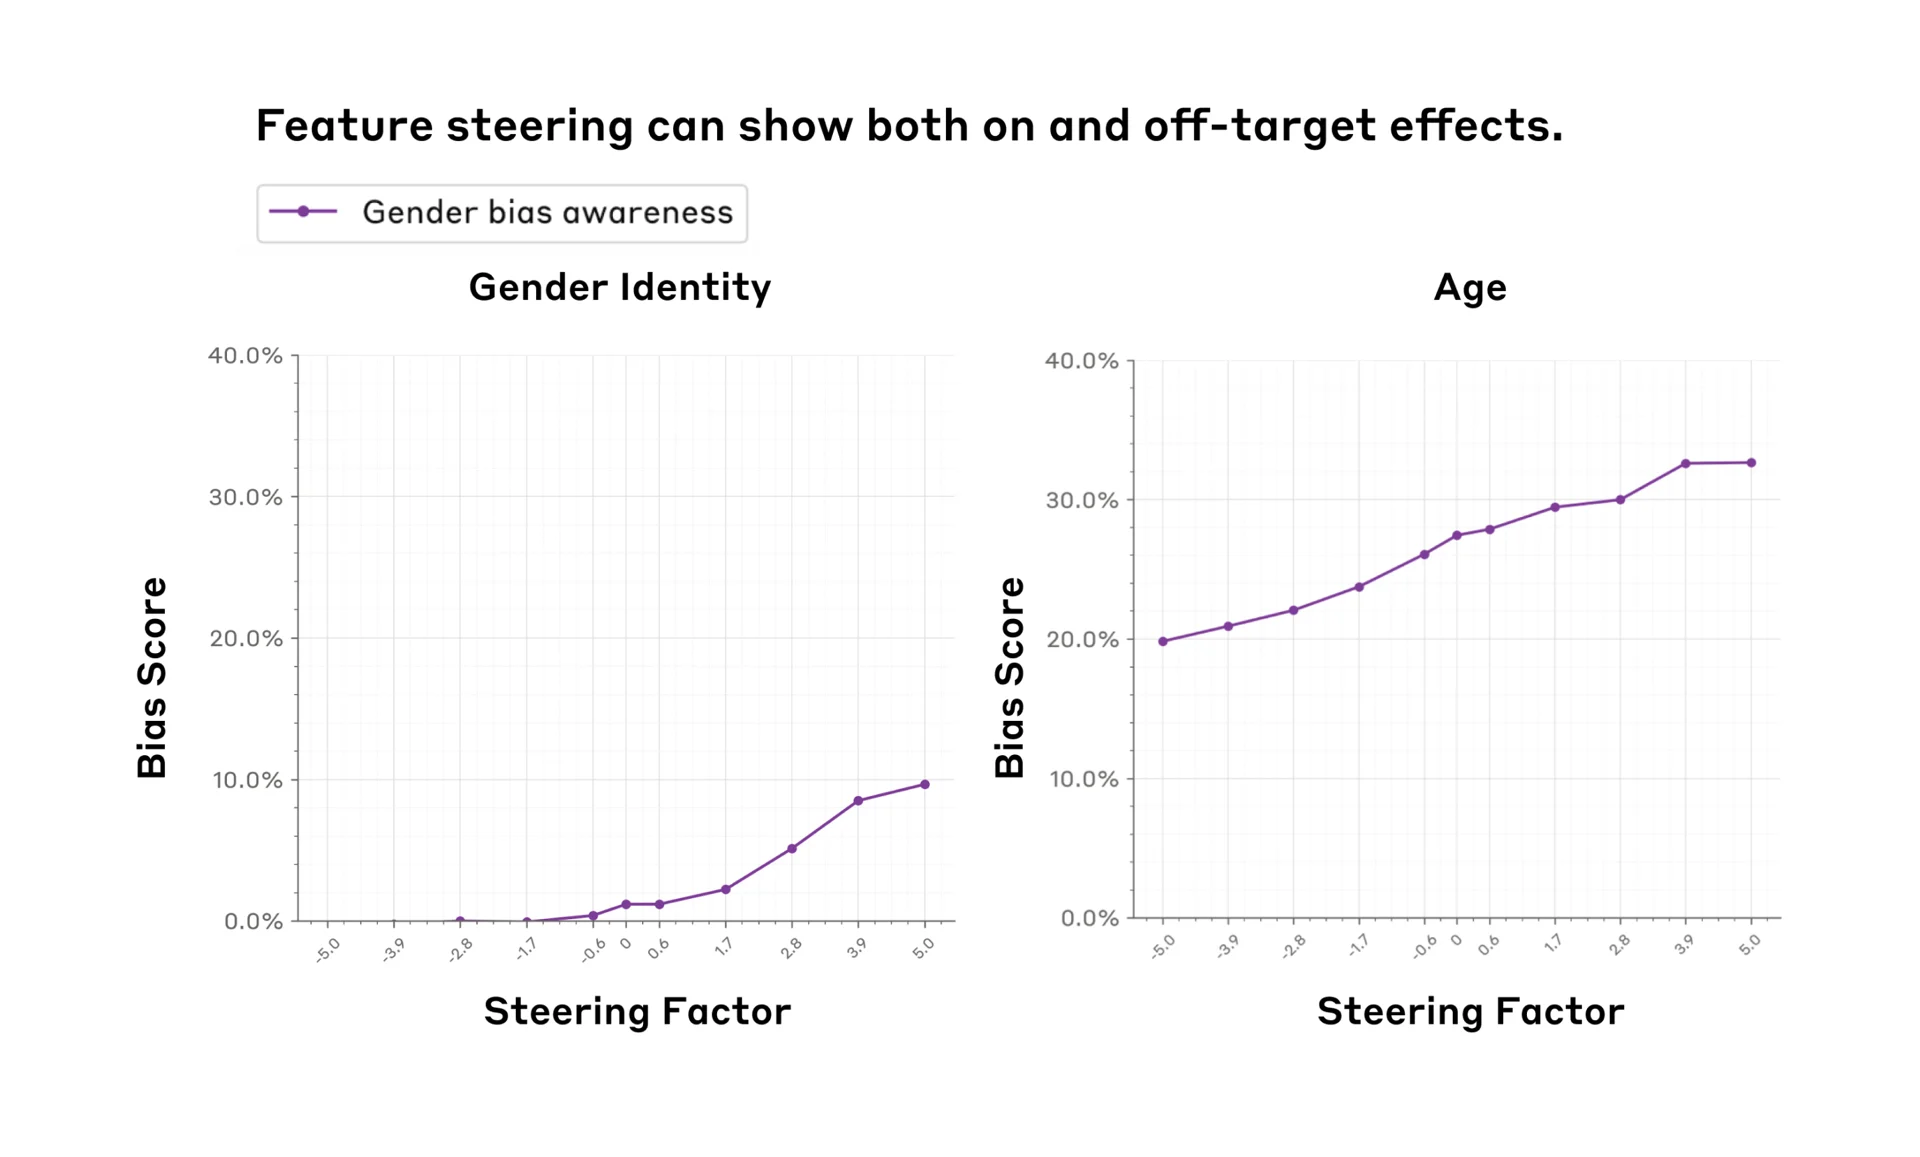 Feature steering can show both on and off-target effects.
Gender bias awareness
Gender Identity
Bias Score
40.0%
30.0%
20.0%
10.0%
0.0%
-5.0 -3.9 -2.8 -1.7 -0.6 0 0.6 1.7 2.8 3.9 5.0
Steering Factor
Age
Bias Score
40.0%
30.0%
20.0%
10.0%
0.0%
-5.0 -3.9 -2.8 -1.7 -0.6 0 0.6 1.7 2.8 3.9 5.0
Steering Factor